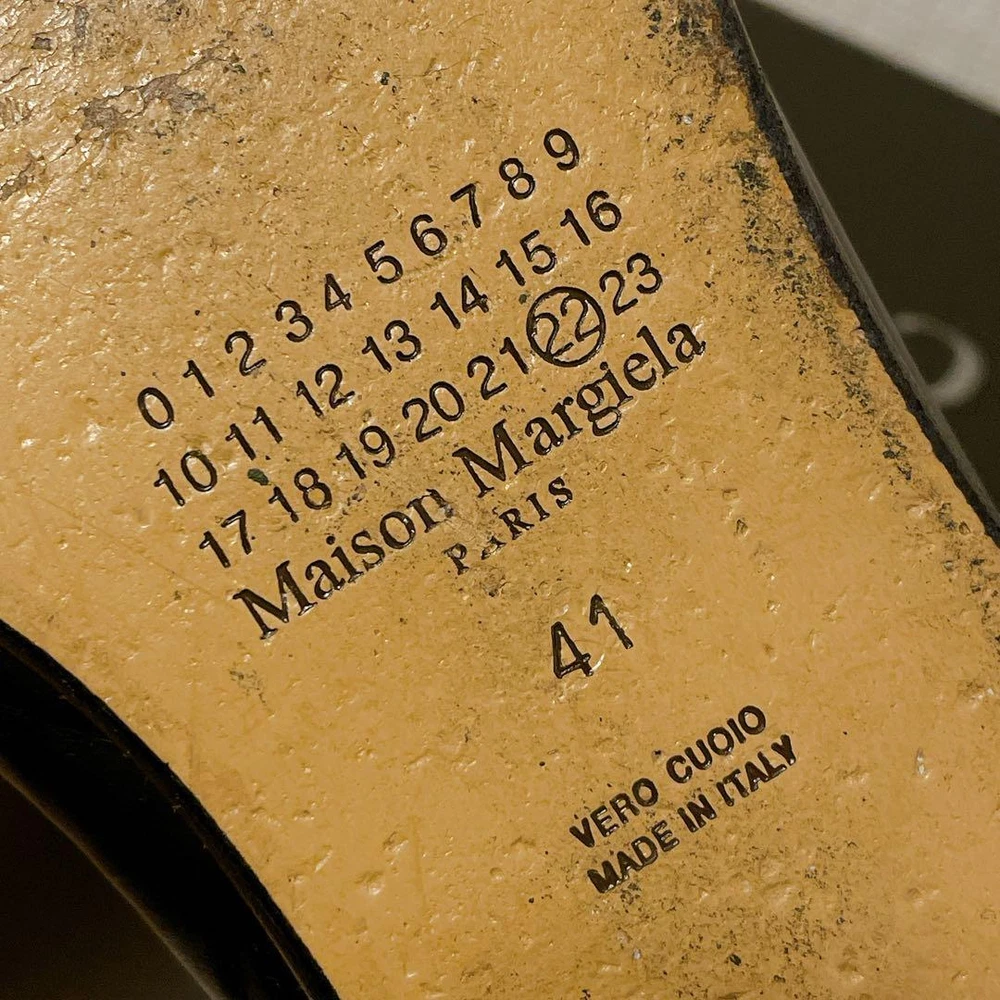 0 1 2 3 4 5 6 7 8 9
10 11 12 13 14 15 16
17 18 19 20 21 22 23
Maison Margiela
PARIS
41
VERO CUOIO
MADE IN ITALY